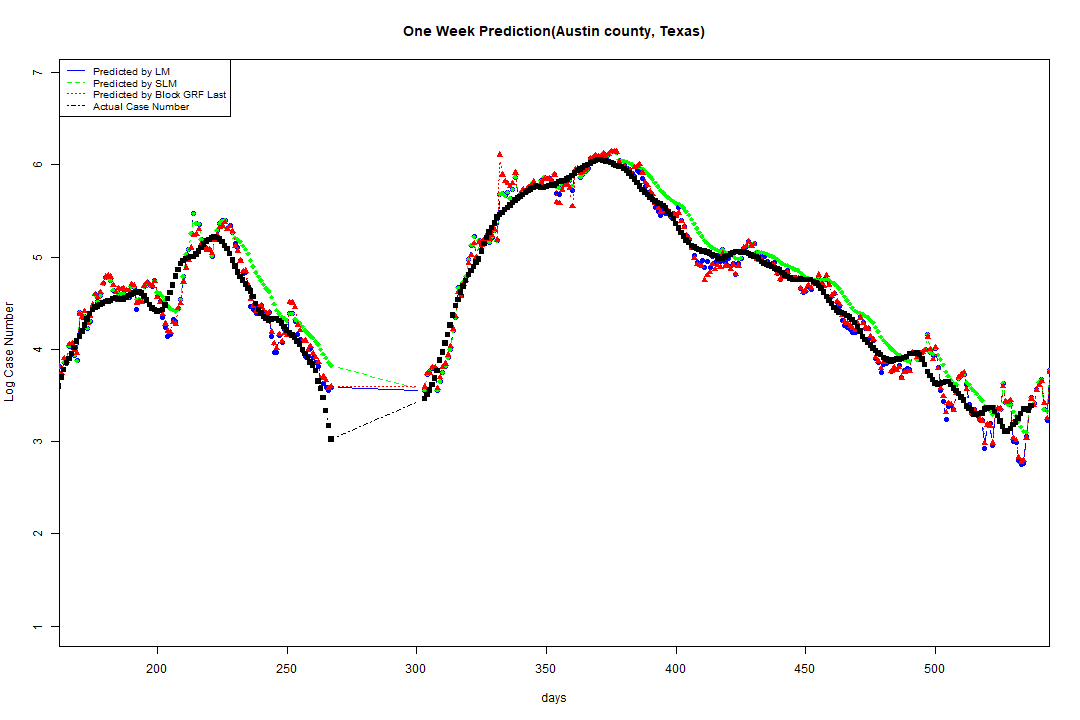 One Week Prediction(Austin county, Texas)
Predicted by LM
Predicted by SLM
Predicted by Block GRF Last
Actual Case Number
7
6
5
4
3
2
1
Log Case Number
200 250 300 350 400 450 500
days